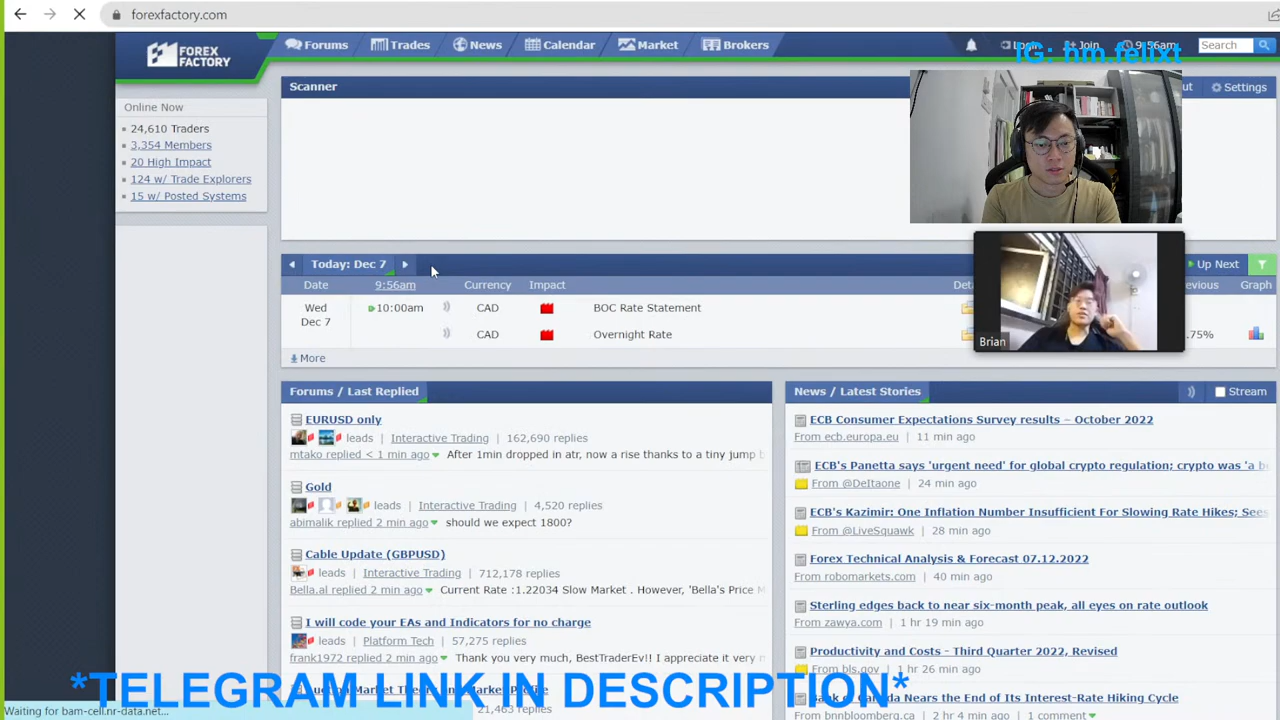 forexfactory.com
FOREX
FACTORY
Forums
Trades
News
Calendar
Market
Brokers
Login
Join
9:56am
Search
IG: hm.felixt
Online Now
24,610 Traders
3,354 Members
20 High Impact
124 w/ Trade Explorers
15 w/ Posted Systems
Scanner
Settings
Today: Dec 7
Up Next
Date
9:56am
Currency
Impact
Graph
Wed
Dec 7
10:00am
CAD
BOC Rate Statement
CAD
Overnight Rate
.75%
More
Brian
Forums / Last Replied
EURUSD only
leads | Interactive Trading | 162,690 replies
mtako replied < 1 min ago After 1min dropped in atr, now a rise thanks to a tiny jump
Gold
leads | Interactive Trading | 4,520 replies
abimalik replied 2 min ago should we expect 1800?
Cable Update (GBPUSD)
leads | Interactive Trading | 712,178 replies
Bella.al replied 2 min ago Current Rate :1.22034 Slow Market . However, 'Bella's Price M
I will code your EAs and Indicators for no charge
leads | Platform Tech | 57,275 replies
frank1972 replied 2 min ago Thank you very much, BestTraderEv!! I appreciate it very m
21,463 replies
News / Latest Stories
Stream
ECB Consumer Expectations Survey results – October 2022
From ecb.europa.eu | 11 min ago
ECB's Panetta says 'urgent need' for global crypto regulation; crypto was 'a be
From @DeItaone | 24 min ago
ECB's Kazimir: One Inflation Number Insufficient For Slowing Rate Hikes; Sees
From @LiveSquawk | 28 min ago
Forex Technical Analysis & Forecast 07.12.2022
From robomarkets.com | 40 min ago
Sterling edges back to near six-month peak, all eyes on rate outlook
From zawya.com | 1 hr 19 min ago
Productivity and Costs - Third Quarter 2022, Revised
From bls.gov | 1 hr 26 min ago
Bank of Canada Nears the End of Its Interest-Rate Hiking Cycle
From bnnbloomberg.ca | 2 hr 4 min ago | 1 comment
*TELEGRAM LINK IN DESCRIPTION*
Waiting for bam-cell.nr-data.net...